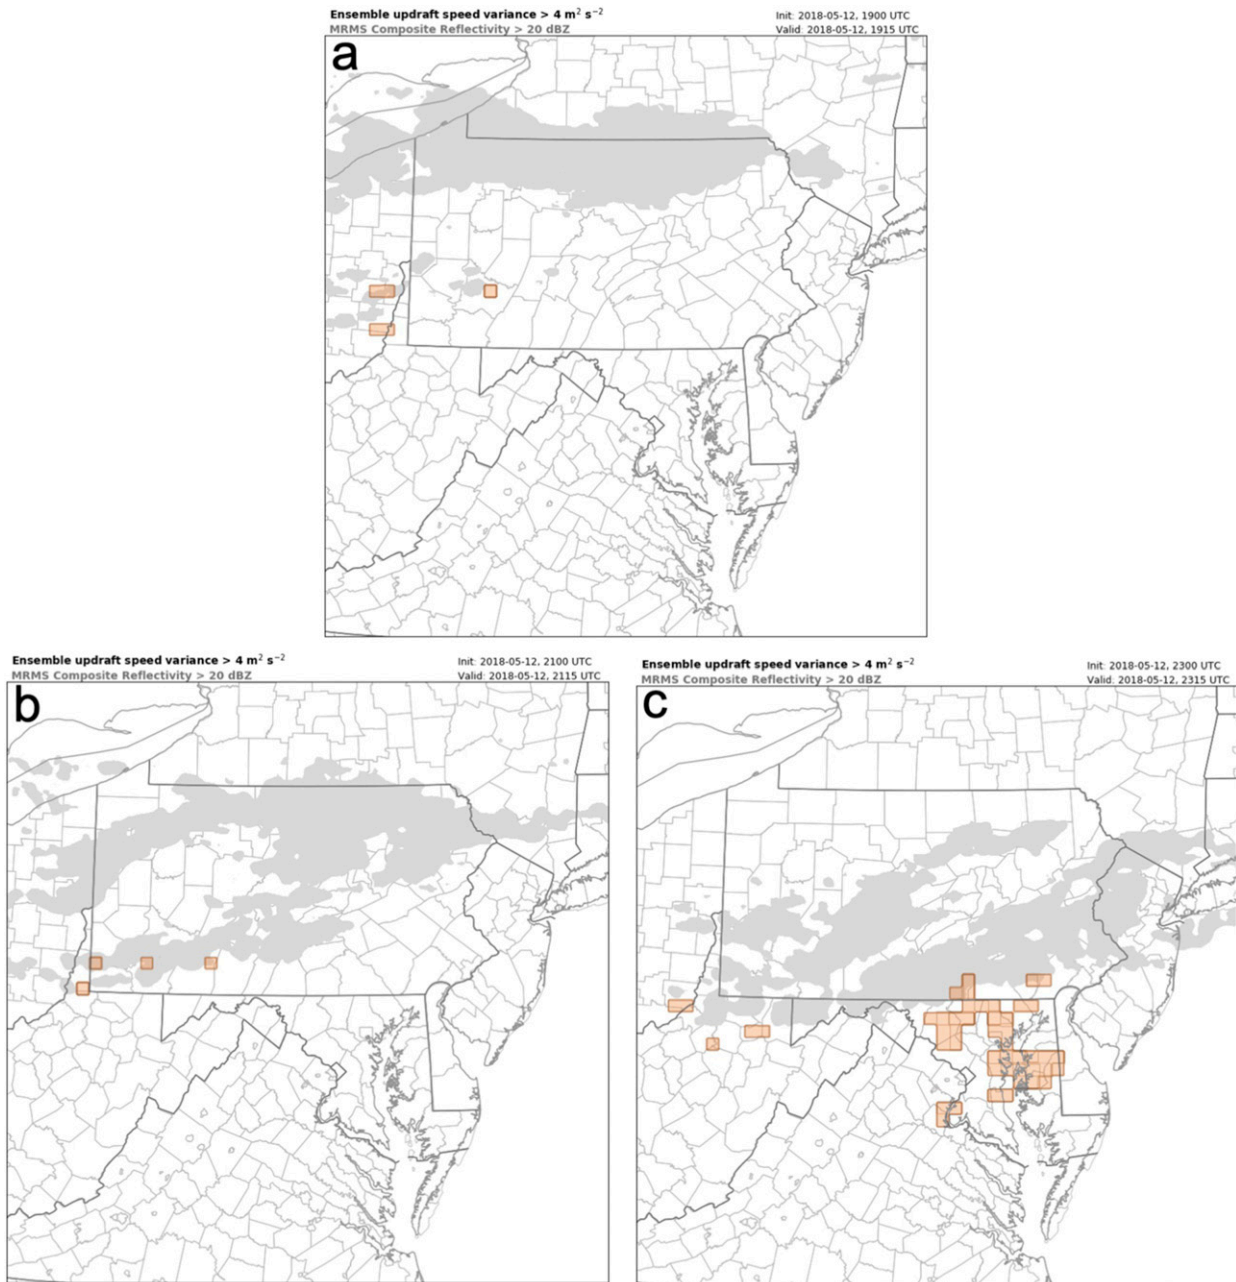 Ensemble updraft speed variance > 4 m² s⁻²
Init: 2018-05-12, 1900 UTC
MRMS Composite Reflectivity > 20 dBZ
Valid: 2018-05-12, 1915 UTC
a
Ensemble updraft speed variance > 4 m² s⁻²
Init: 2018-05-12, 2100 UTC
MRMS Composite Reflectivity > 20 dBZ
Valid: 2018-05-12, 2115 UTC
b
Ensemble updraft speed variance > 4 m² s⁻²
Init: 2018-05-12, 2300 UTC
MRMS Composite Reflectivity > 20 dBZ
Valid: 2018-05-12, 2315 UTC
c